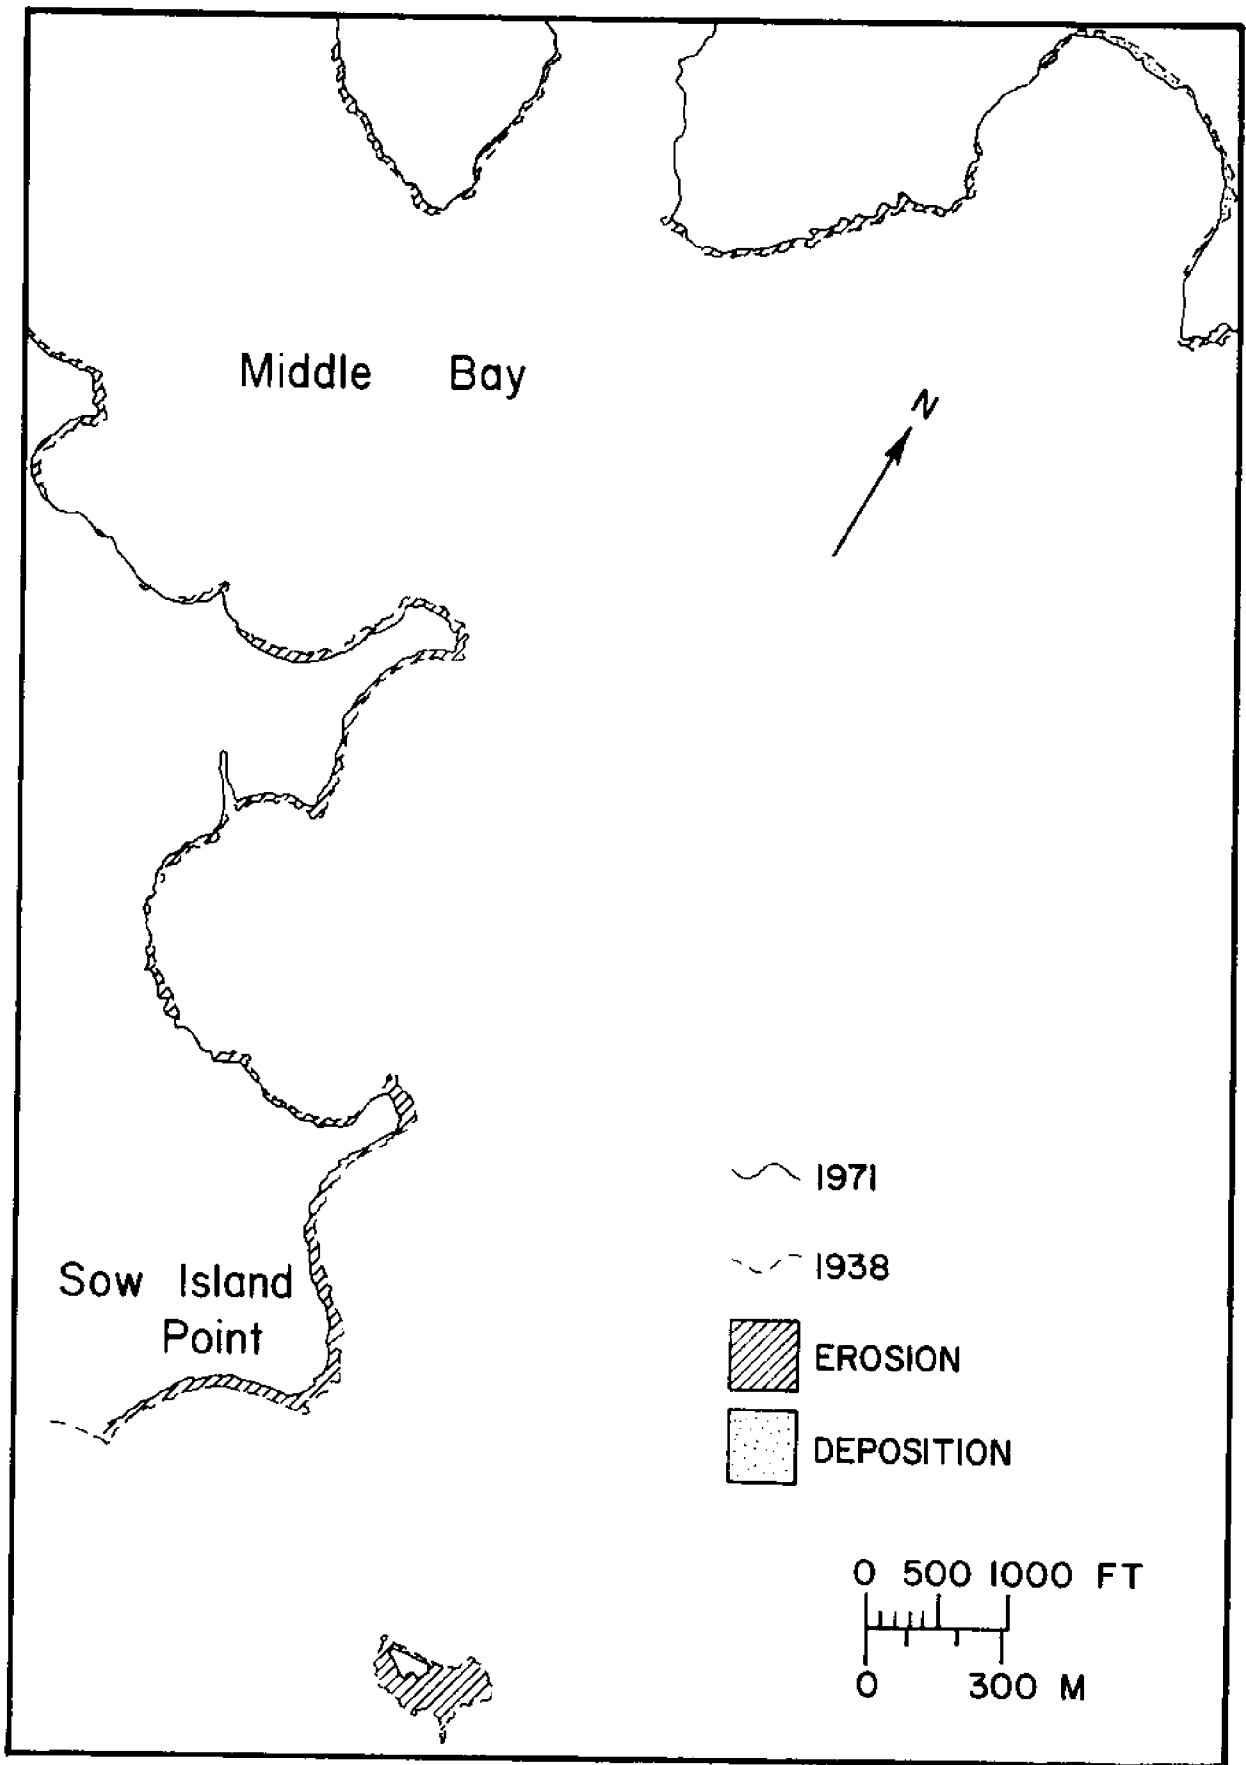 Middle Bay
N
1971
Sow Island
Point
1938
EROSION
DEPOSITION
0 500 1000 FT
0 300 M